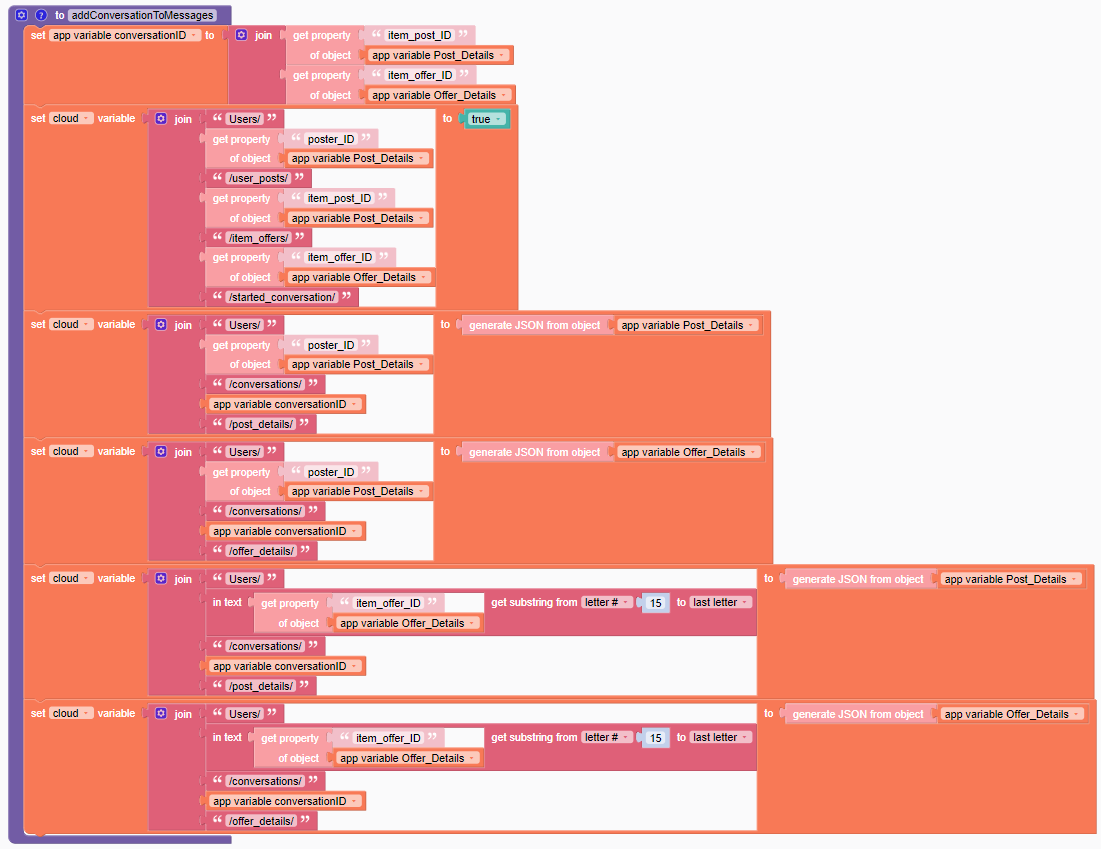 to addConversationToMessages
set app variable conversationID to join get property “ item_post_ID ”
of object app variable Post_Details
get property “ item_offer_ID ”
of object app variable Offer_Details
set cloud variable join “ Users/ ” to true
get property “ poster_ID ”
of object app variable Post_Details
“ /user_posts/ ”
get property “ item_post_ID ”
of object app variable Post_Details
“ /item_offers/ ”
get property “ item_offer_ID ”
of object app variable Offer_Details
“ /started_conversation/ ”
set cloud variable join “ Users/ ” to generate JSON from object app variable Post_Details
get property “ poster_ID ”
of object app variable Post_Details
“ /conversations/ ”
app variable conversationID
“ /post_details/ ”
set cloud variable join “ Users/ ” to generate JSON from object app variable Offer_Details
get property “ poster_ID ”
of object app variable Post_Details
“ /conversations/ ”
app variable conversationID
“ /offer_details/ ”
set cloud variable join “ Users/ ” to generate JSON from object app variable Post_Details
in text get property “ item_offer_ID ” get substring from letter # 15 to last letter
of object app variable Offer_Details
“ /conversations/ ”
app variable conversationID
“ /post_details/ ”
set cloud variable join “ Users/ ” to generate JSON from object app variable Offer_Details
in text get property “ item_offer_ID ” get substring from letter # 15 to last letter
of object app variable Offer_Details
“ /conversations/ ”
app variable conversationID
“ /offer_details/ ”